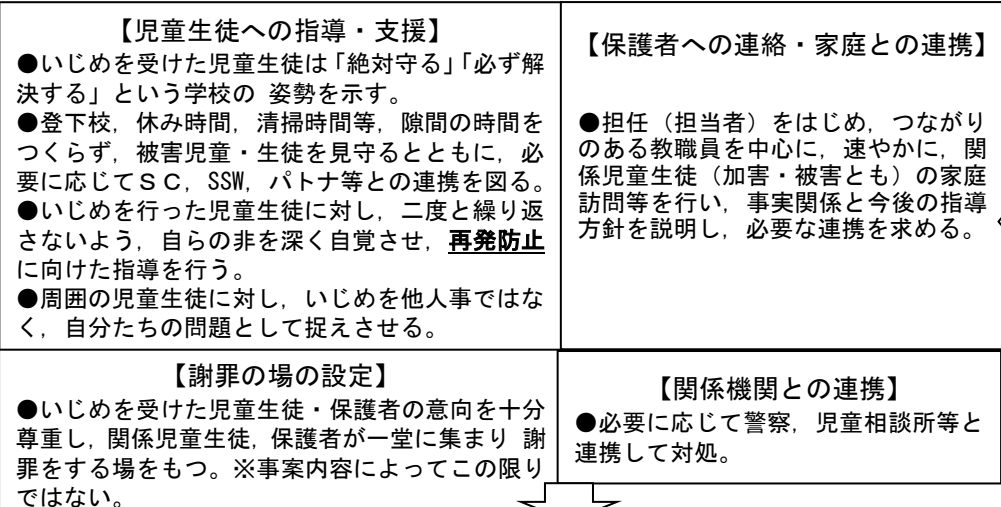 【児童生徒への指導・支援】
●いじめを受けた児童生徒は「絶対守る」「必ず解
決する」という学校の 姿勢を示す。
●登下校，休み時間，清掃時間等，隙間の時間を
つくらず，被害児童・生徒を見守るとともに，必
要に応じてＳＣ，SSW，パトナ等との連携を図る。
●いじめを行った児童生徒に対し，二度と繰り返
さないよう，自らの非を深く自覚させ，再発防止
に向けた指導を行う。
●周囲の児童生徒に対し，いじめを他人事ではな
く，自分たちの問題として捉えさせる。
【保護者への連絡・家庭との連携】
●担任（担当者）をはじめ，つながり
のある教職員を中心に，速やかに，関
係児童生徒（加害・被害とも）の家庭
訪問等を行い，事実関係と今後の指導
方針を説明し，必要な連携を求める。
【謝罪の場の設定】
●いじめを受けた児童生徒・保護者の意向を十分
尊重し，関係児童生徒，保護者が一堂に集まり 謝
罪をする場をもつ。※事案内容によってこの限り
ではない。
【関係機関との連携】
●必要に応じて警察，児童相談所等と
連携して対処。